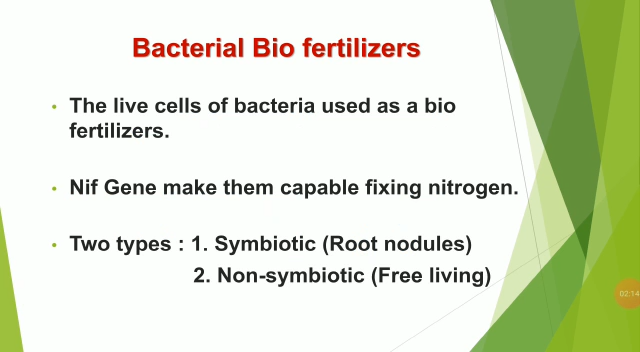 Bacterial Bio fertilizers
• The live cells of bacteria used as a bio
fertilizers.
• Nif Gene make them capable fixing nitrogen.
• Two types : 1. Symbiotic (Root nodules)
2. Non-symbiotic (Free living)
02:14